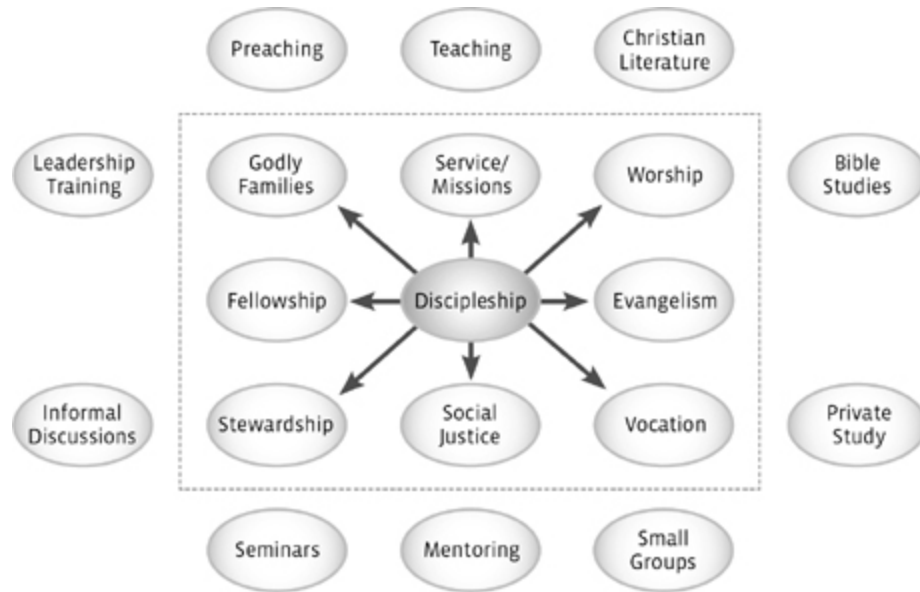 Preaching
Teaching
Christian
Literature
Leadership
Training
Godly
Families
Service/
Missions
Worship
Bible
Studies
Fellowship
Discipleship
Evangelism
Informal
Discussions
Stewardship
Social
Justice
Vocation
Private
Study
Seminars
Mentoring
Small
Groups